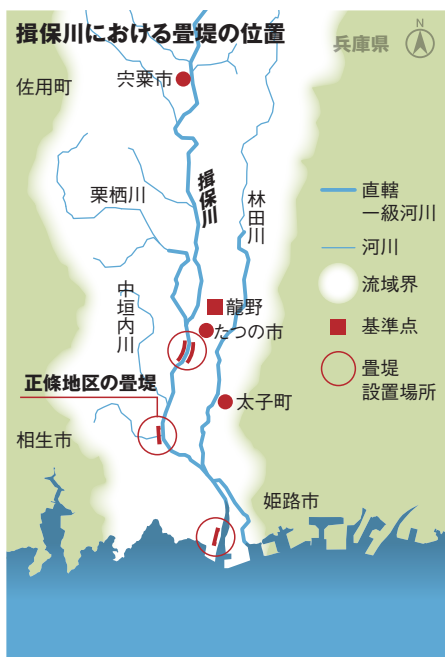 揖保川における畳堤の位置
兵庫県
N
佐用町
宍粟市
揖保川
林田川
栗栖川
直轄
一級河川
河川
流域界
中垣内川
龍野
基準点
たつの市
畳堤
設置場所
正條地区の畳堤
太子町
相生市
姫路市